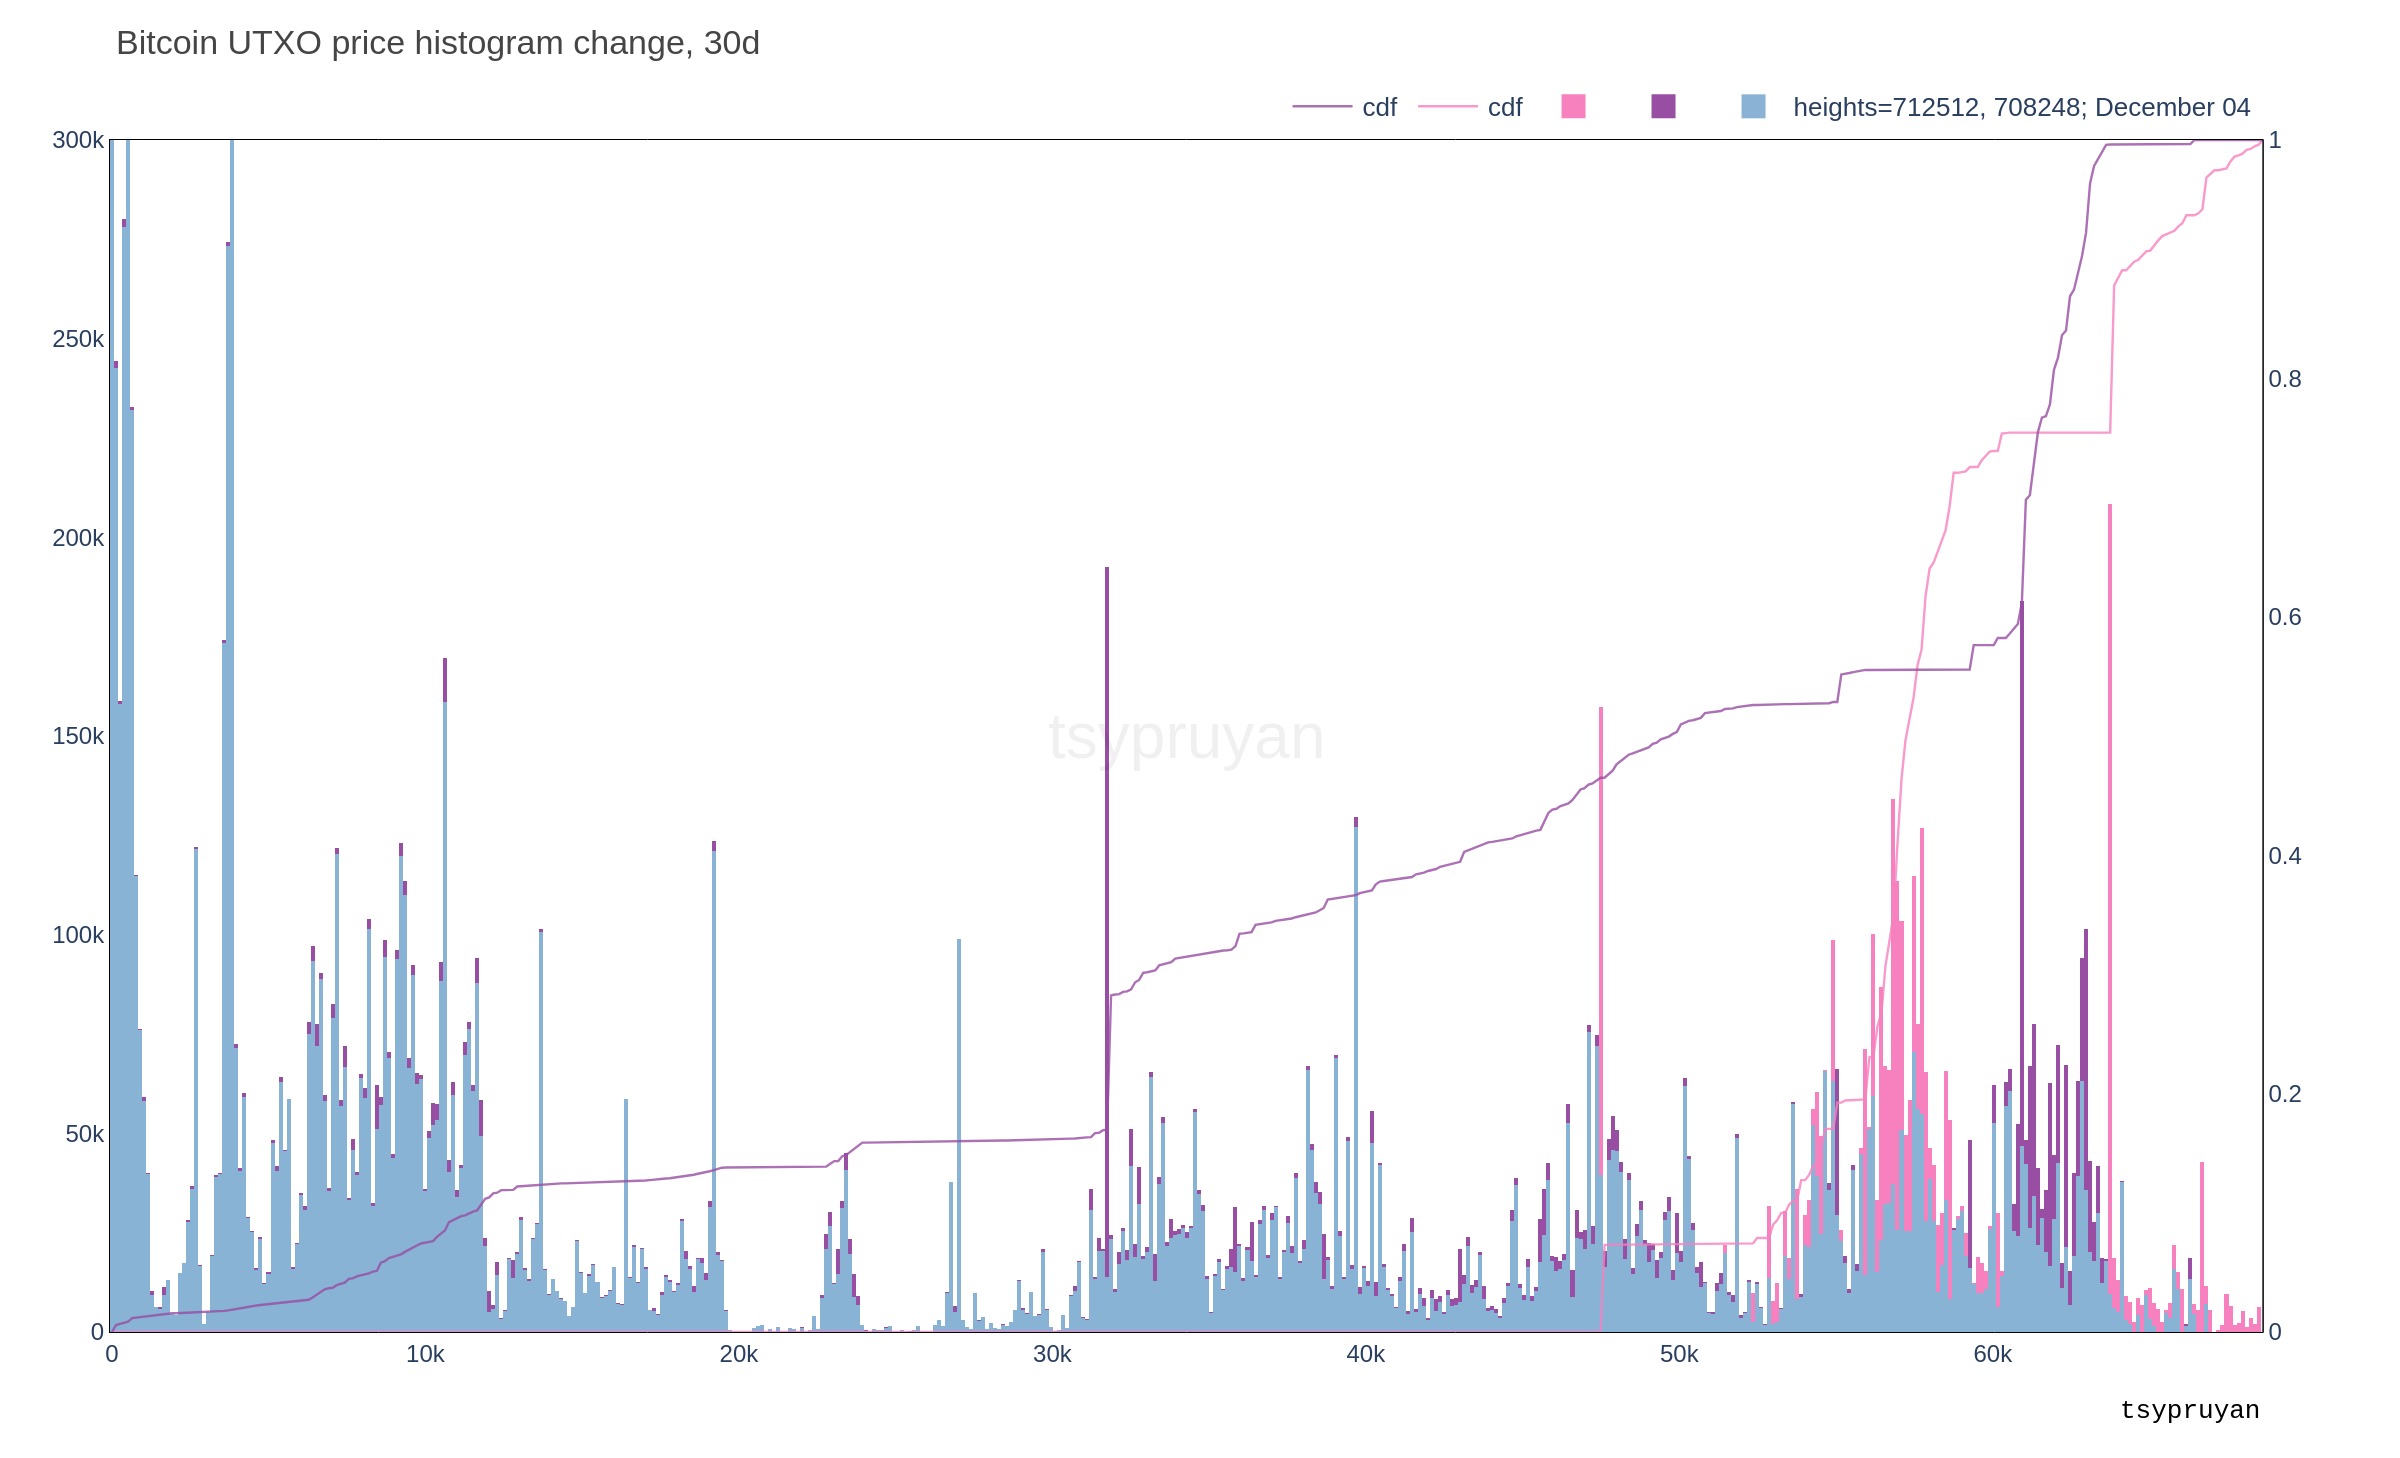 Bitcoin UTXO price histogram change, 30d
cdf cdf heights=712512, 708248; December 04
300k
250k
200k
150k
100k
50k
0
1
0.8
0.6
0.4
0.2
0
tsypruyan
0 10k 20k 30k 40k 50k 60k
tsypruyan